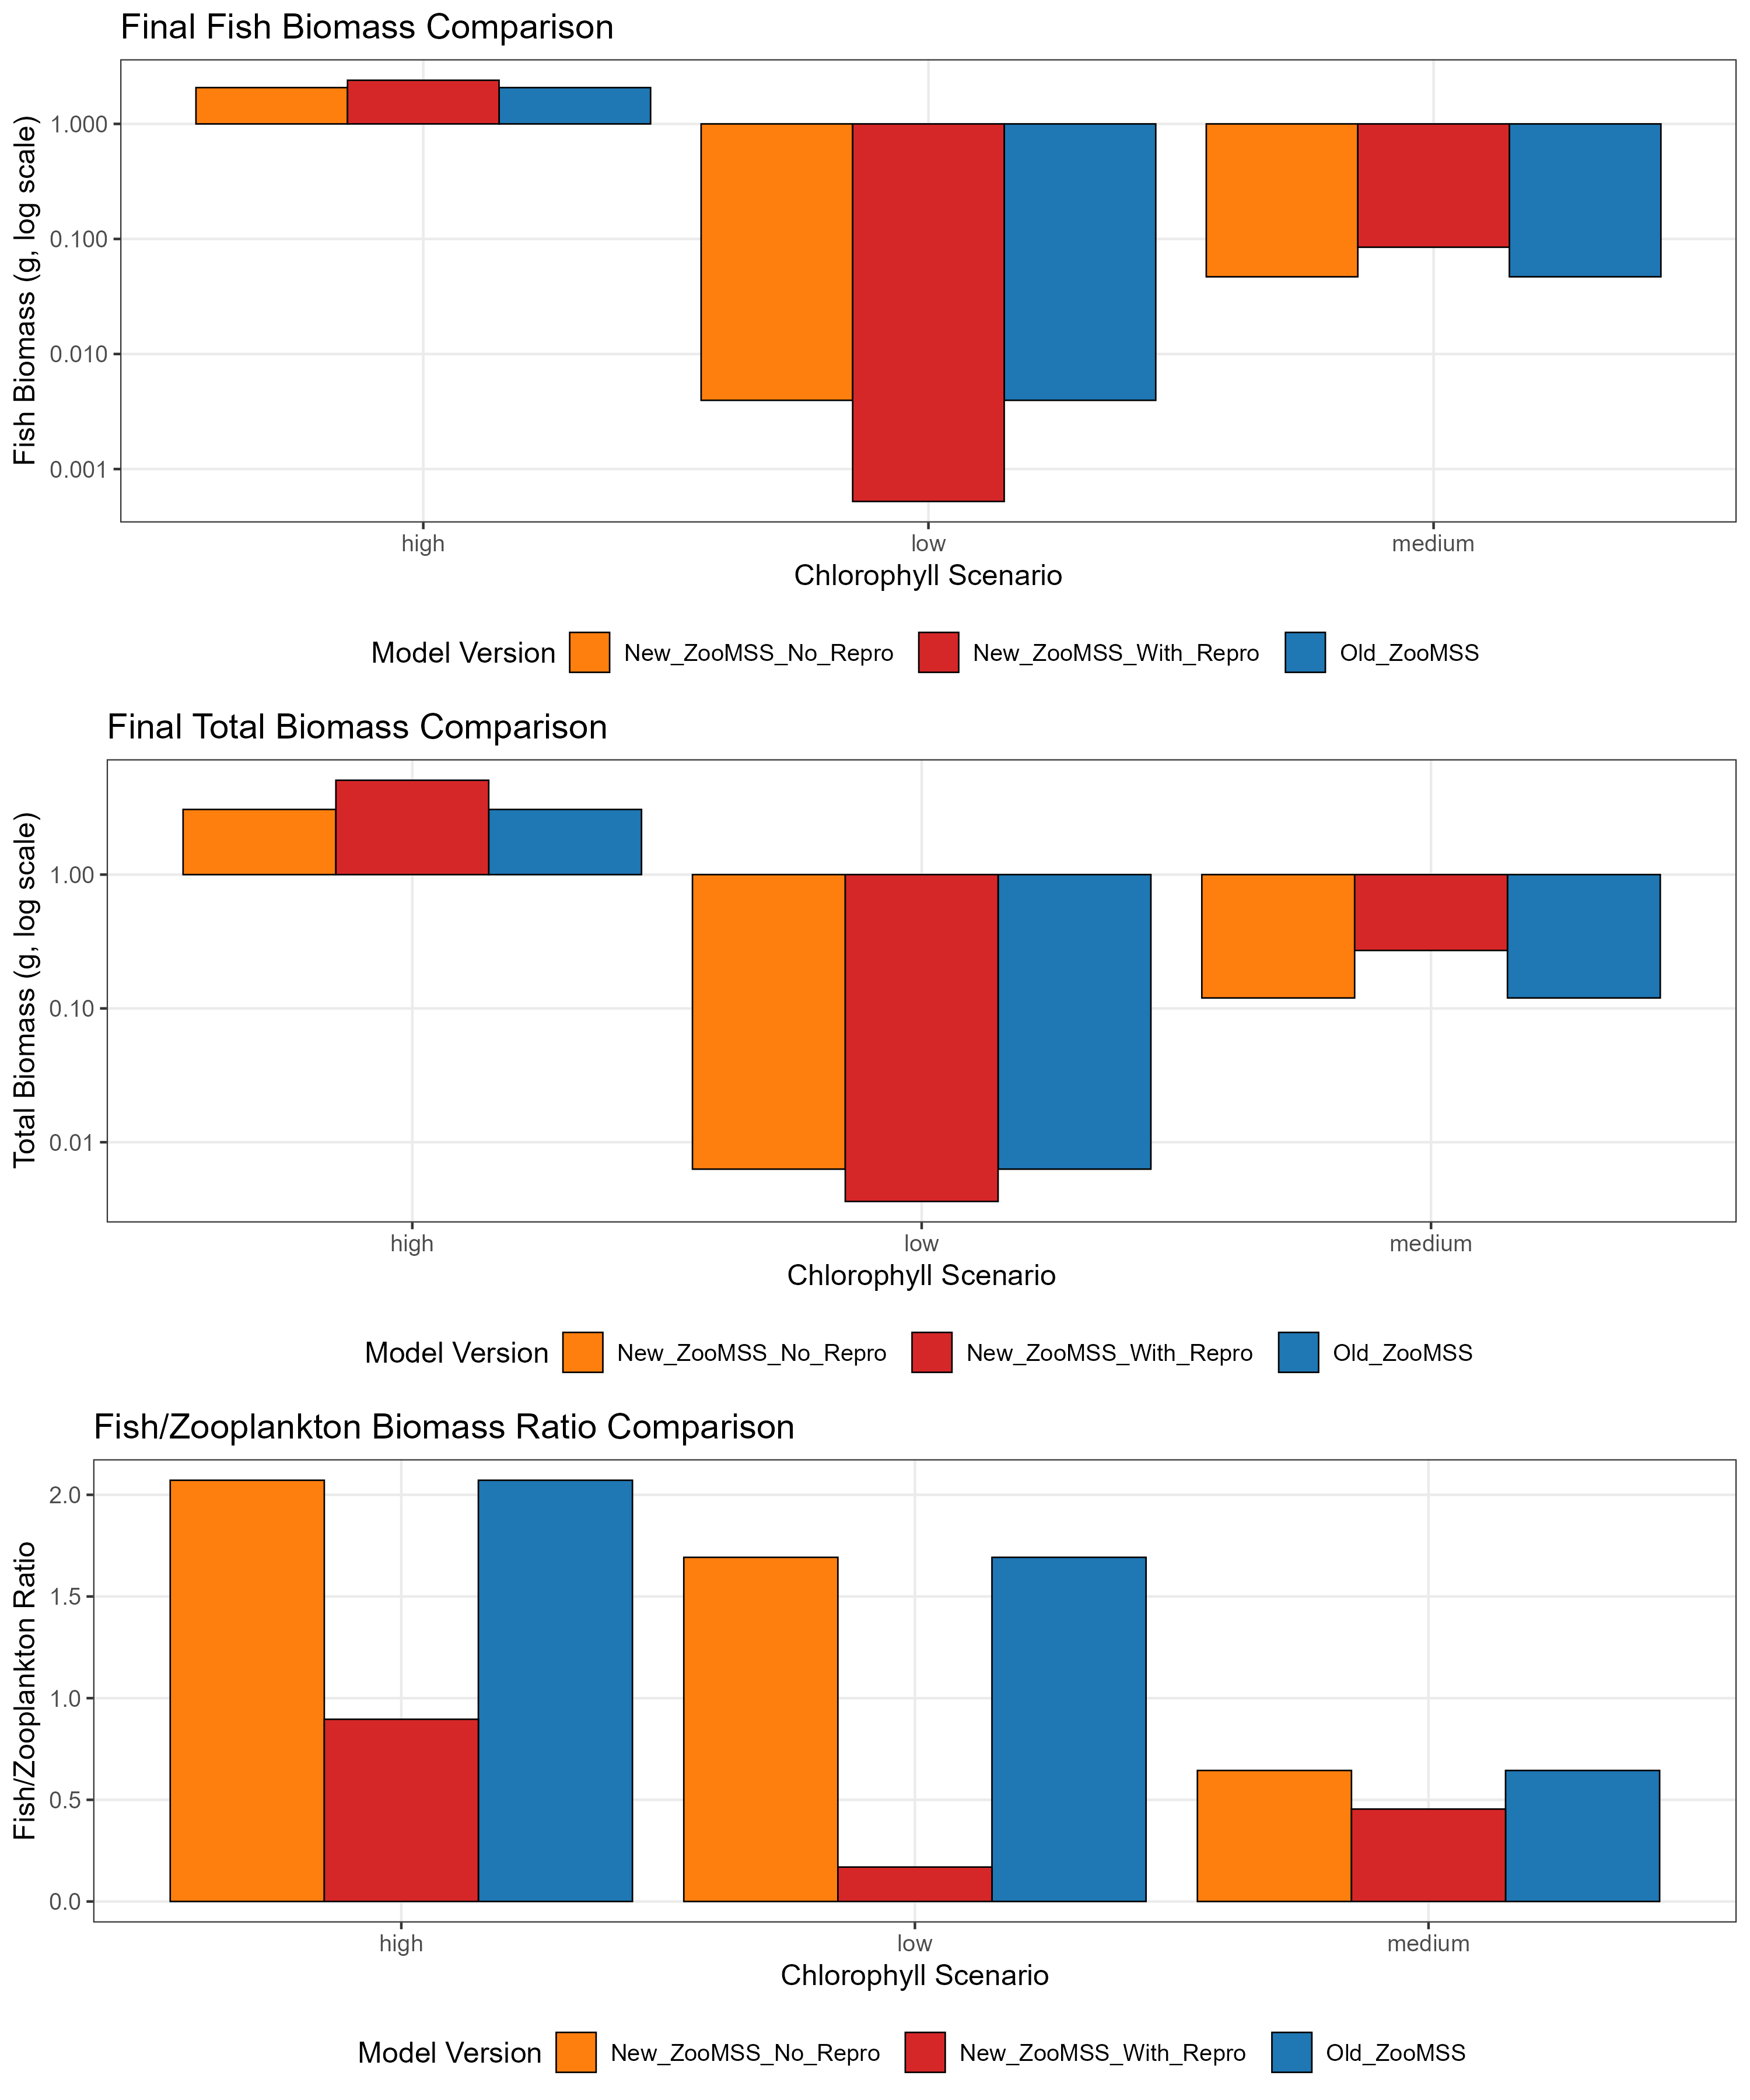 Final Fish Biomass Comparison
Fish Biomass (g, log scale)
1.000
0.100
0.010
0.001
high low medium
Chlorophyll Scenario
Model Version New_ZooMSS_No_Repro New_ZooMSS_With_Repro Old_ZooMSS
Final Total Biomass Comparison
Total Biomass (g, log scale)
1.00
0.10
0.01
high low medium
Chlorophyll Scenario
Model Version New_ZooMSS_No_Repro New_ZooMSS_With_Repro Old_ZooMSS
Fish/Zooplankton Biomass Ratio Comparison
Fish/Zooplankton Ratio
2.0
1.5
1.0
0.5
0.0
high low medium
Chlorophyll Scenario
Model Version New_ZooMSS_No_Repro New_ZooMSS_With_Repro Old_ZooMSS